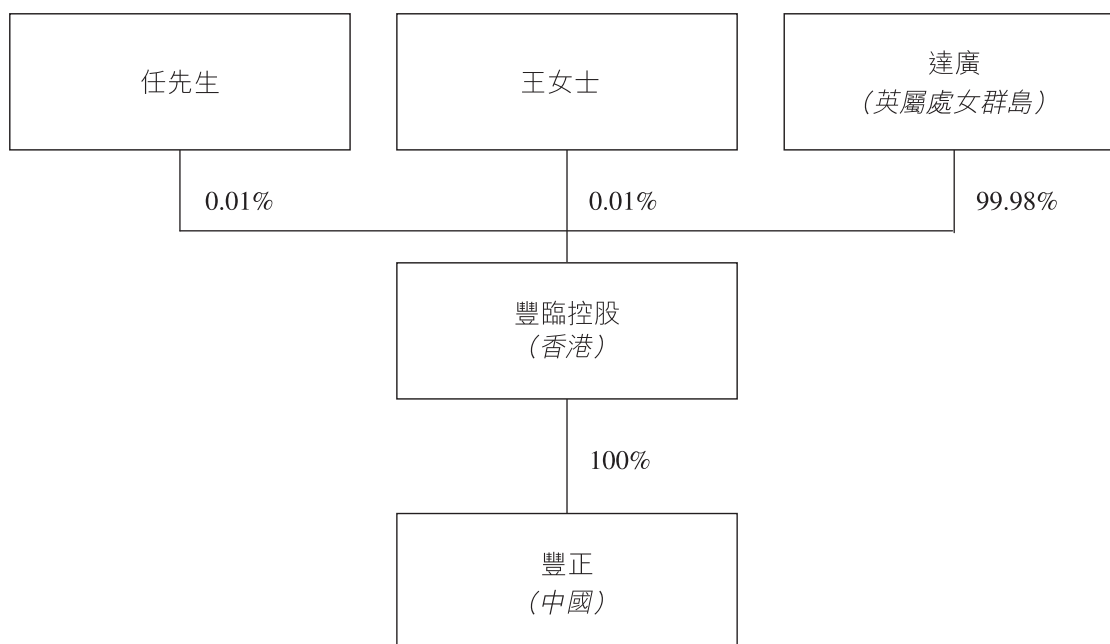 任先生
王女士
達廣
(英屬處女群島)
0.01%
0.01%
99.98%
豐臨控股
(香港)
100%
豐正
(中國)